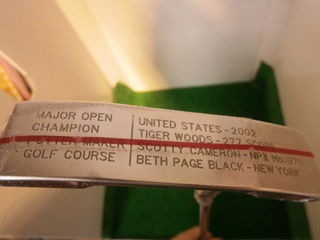 MAJOR OPEN | UNITED STATES - 2002
CHAMPION | TIGER WOODS - 277 SCORE
PUTTER MAKER | SCOTTY CAMERON - NP3 No.
GOLF COURSE | BETH PAGE BLACK - NEW YORK